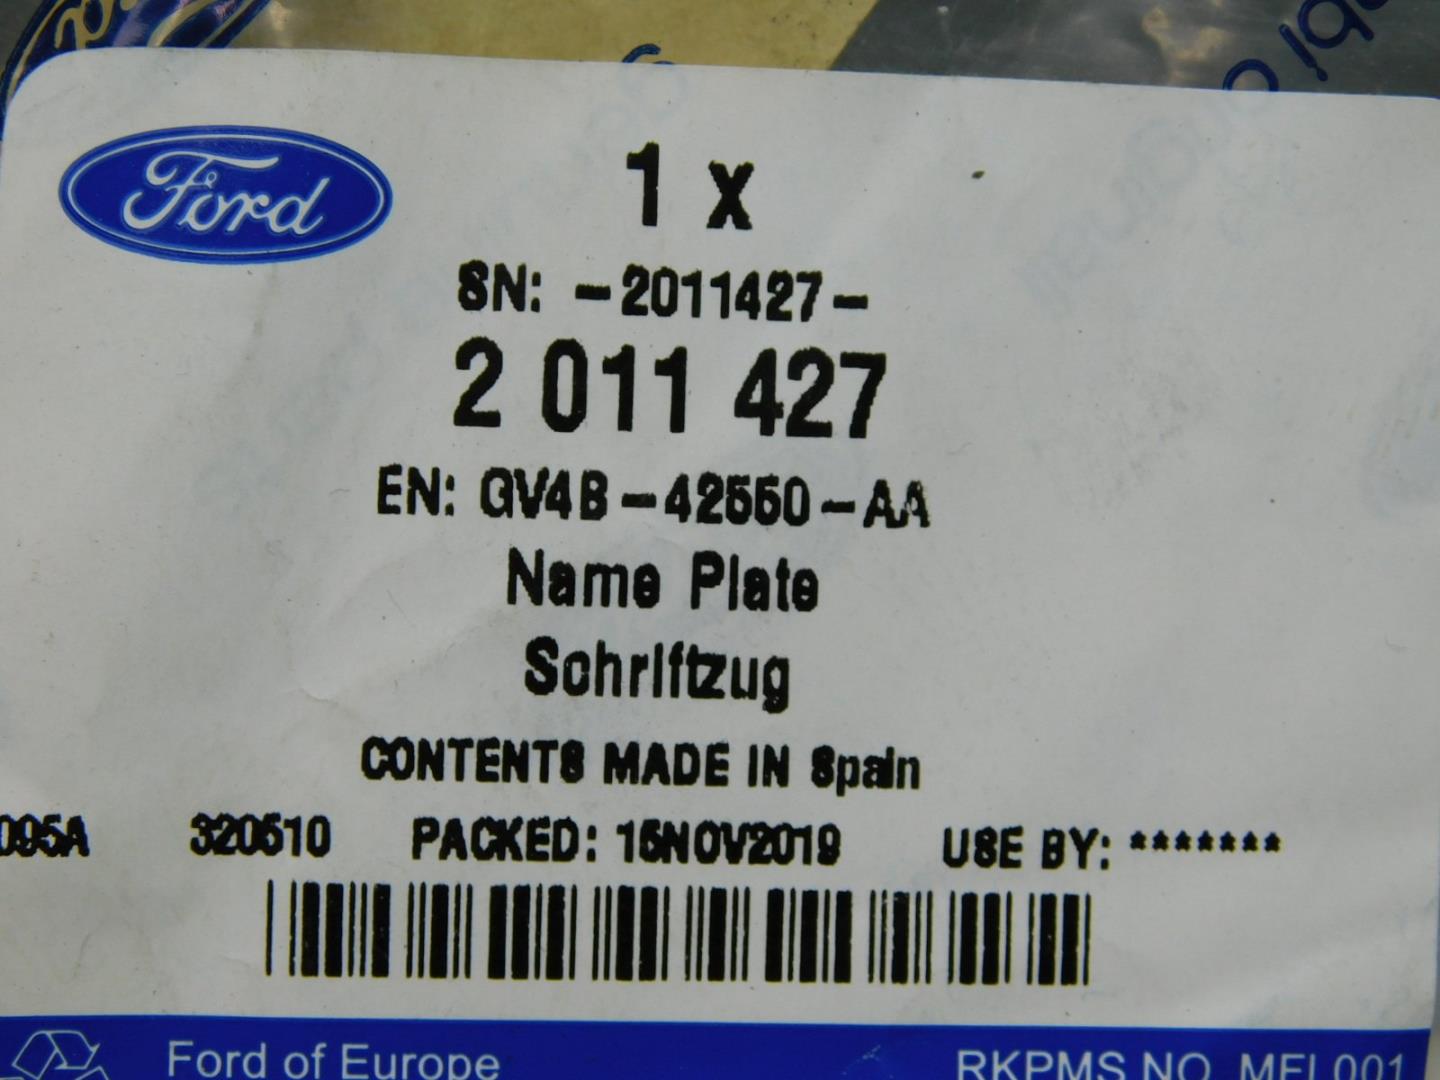 Ford
1 x
SN: -2011427-
2 011 427
EN: GV4B-42550-AA
Name Plate
Schriftzug
CONTENTS MADE IN Spain
095A 320510 PACKED: 15NOV2019 USE BY: *******
Ford of Europe RKPMS NO. MFL001